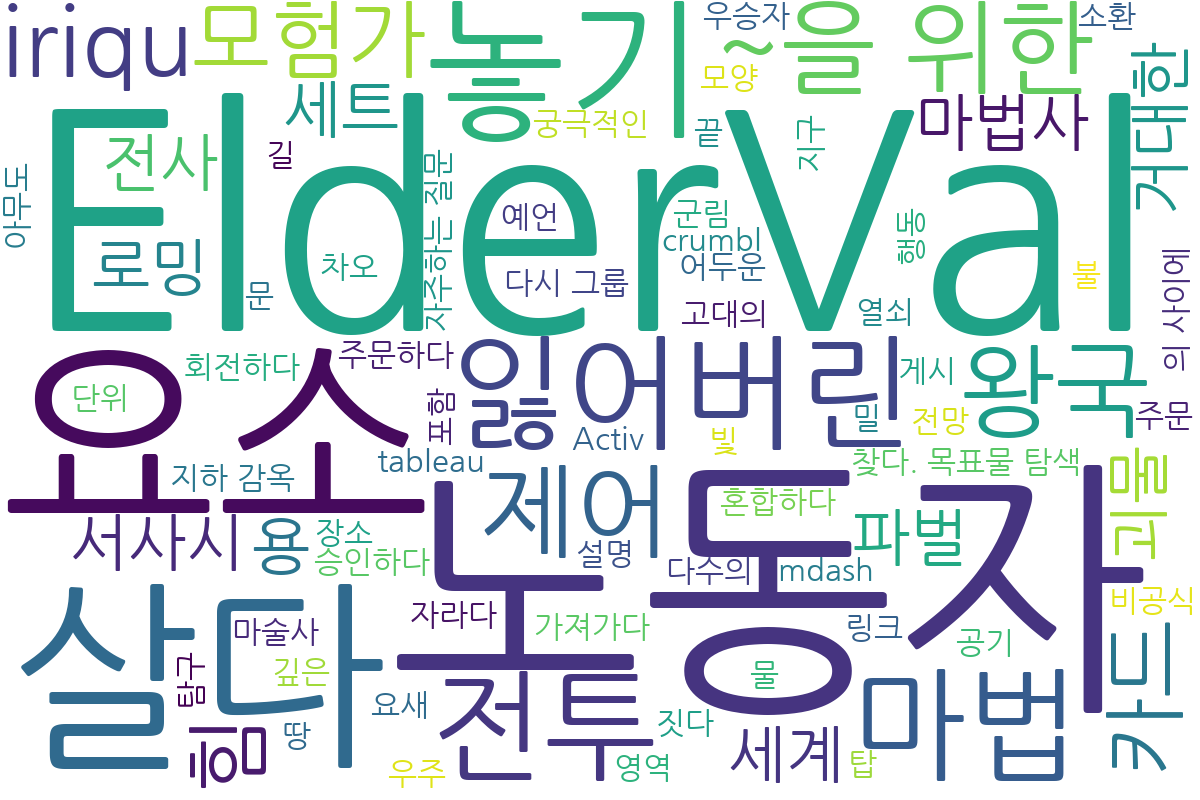 iriqu
모험가
놓기
~을 위한
우승자
소환
세트
궁극적인
모양
끝
지구
마법사
거대한
전사
길
아무도
ElderVal
자주하는 질문
예언
군림
crumbl
어두운
행동
로밍
차오
문
다시 그룹
고대의
열쇠
불
의 사이에
요소
회전하다
주문하다
단위
포함
잃어버린
Activ
빛
밀
게시
전망
왕국
주문
지하 감옥
tableau
제어
찾다. 목표물 탐색
혼합하다
괴물
서사시
용
장소
승인하다
설명
노동자
다수의
mdash
파벌
비공식
살다
마술사
탐구
깊은
자라다
가져가다
링크
공기
물
카드
힘
땅
요새
전투
짓다
우주
영역
세계
탑
마법